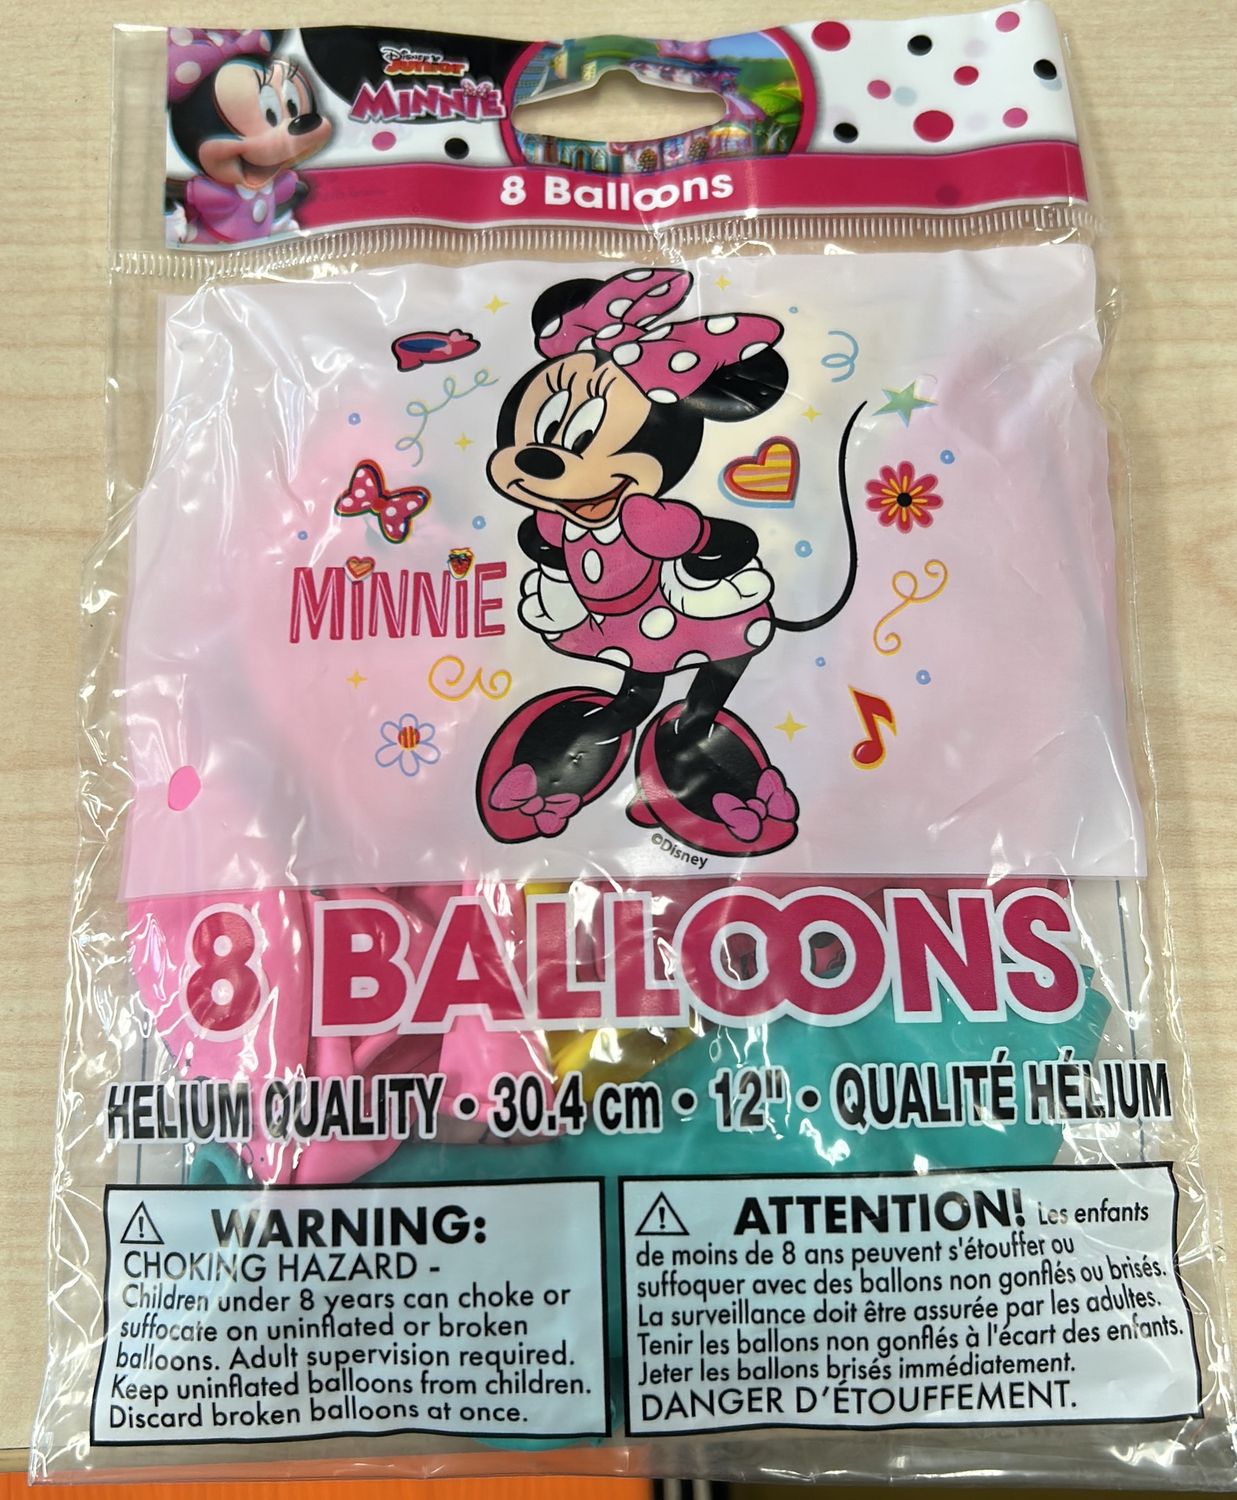 Disney
Junior
MINNIE
8 Balloons
MINNIE
©Disney
8 BALLOONS
HELIUM QUALITY • 30.4 cm • 12" • QUALITÉ HÉLIUM
WARNING:
CHOKING HAZARD -
Children under 8 years can choke or
suffocate on uninflated or broken
balloons. Adult supervision required.
Keep uninflated balloons from children.
Discard broken balloons at once.
ATTENTION! Les enfants
de moins de 8 ans peuvent s'étouffer ou
suffoquer avec des ballons non gonflés ou brisés.
La surveillance doit être assurée par les adultes.
Tenir les ballons non gonflés à l'écart des enfants.
Jeter les ballons brisés immédiatement.
DANGER D'ÉTOUFFEMENT.